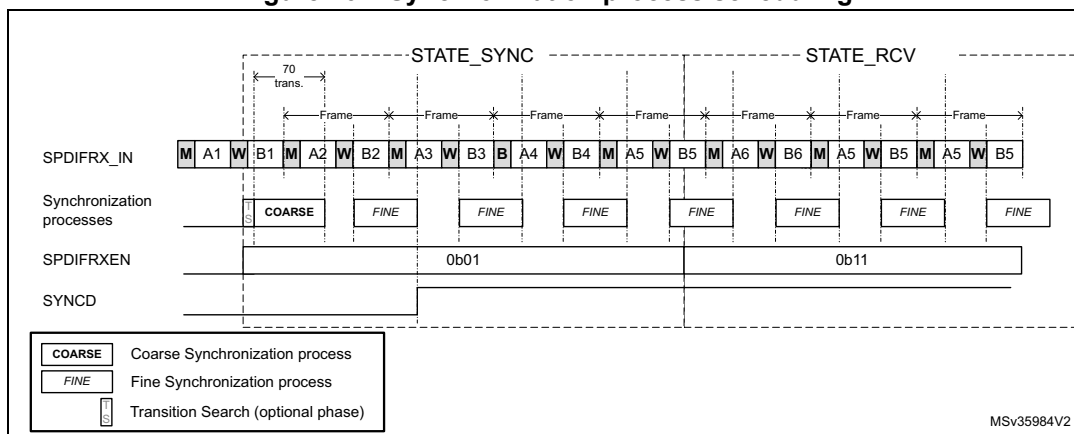 STATE_SYNC STATE_RCV
70
trans.
Frame Frame Frame Frame Frame Frame Frame
SPDIFRX_IN M A1 W B1 M A2 W B2 M A3 W B3 B A4 W B4 M A5 W B5 M A6 W B6 M A5 W B5 M A5 W B5
Synchronization
processes
T
S
COARSE FINE FINE FINE FINE FINE FINE FINE
SPDIFRXEN 0b01 0b11
SYNCD
COARSE Coarse Synchronization process
FINE Fine Synchronization process
T
S
Transition Search (optional phase)
MSv35984V2